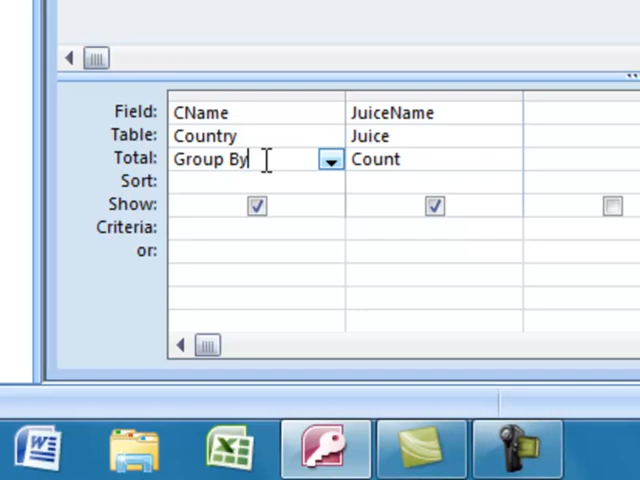 Field: CName JuiceName
Table: Country Juice
Total: Group By Count
Sort:
Show:
Criteria:
or: